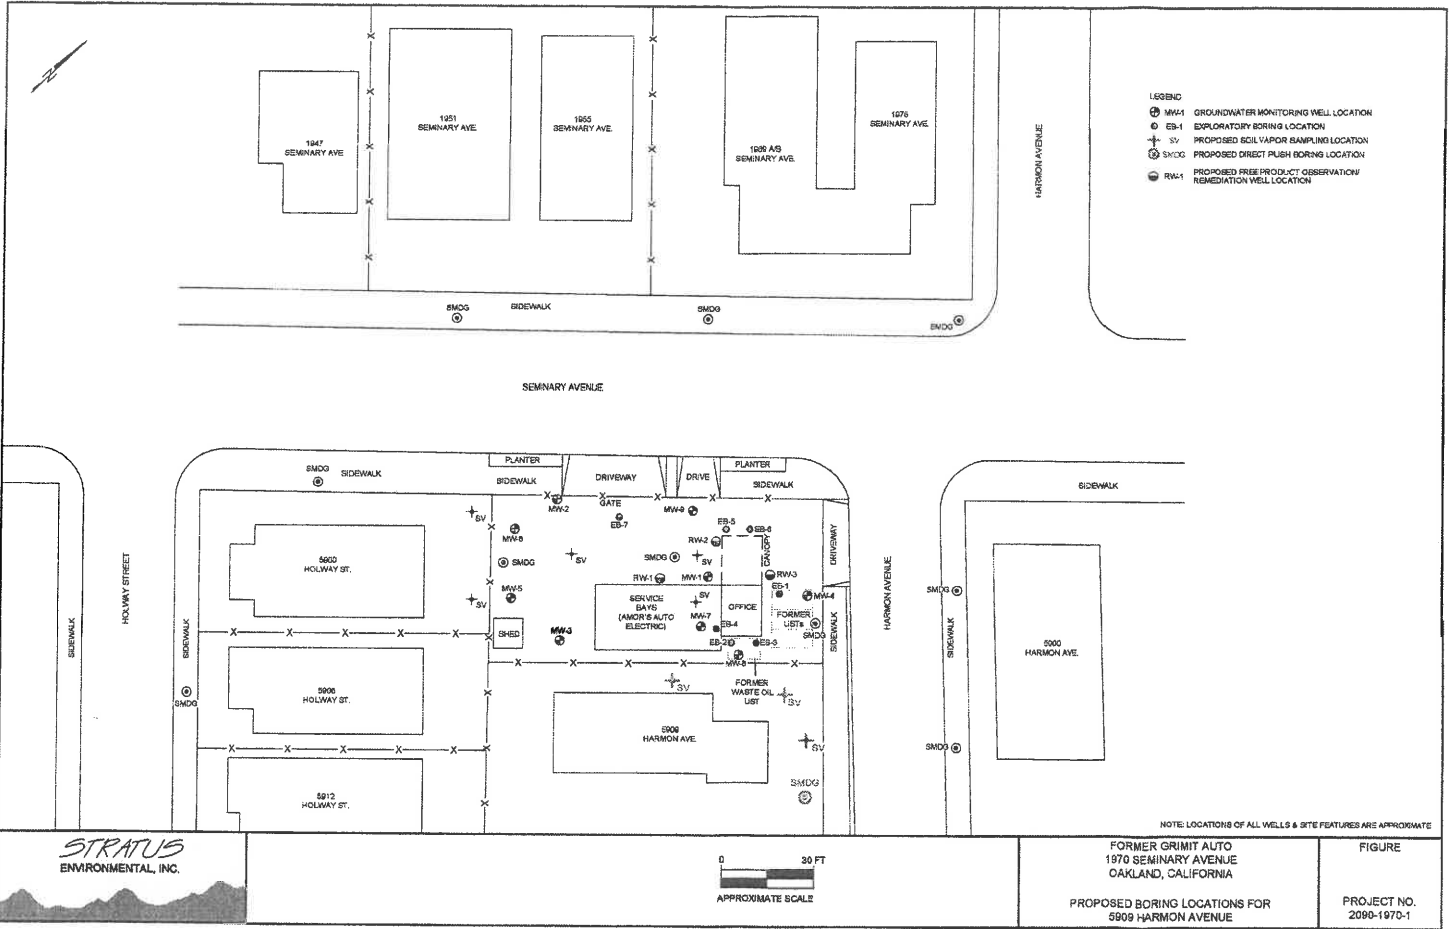 N
1947
SEMINARY AVE.
1951
SEMINARY AVE.
1955
SEMINARY AVE.
1969 A/B
SEMINARY AVE.
1976
SEMINARY AVE.
HARMON AVENUE
LEGEND
MW-1 GROUNDWATER MONITORING WELL LOCATION
EB-1 EXPLORATORY BORING LOCATION
SV PROPOSED SOIL VAPOR SAMPLING LOCATION
SMDG PROPOSED DIRECT PUSH BORING LOCATION
RW-1 PROPOSED FREE PRODUCT OBSERVATION/
REMEDIATION WELL LOCATION
SMDG
SIDEWALK
SMDG
SMDG
SEMINARY AVENUE
SMDG
SIDEWALK
PLANTER
SIDEWALK
DRIVEWAY
DRIVE
PLANTER
SIDEWALK
SIDEWALK
GATE
MW-2
EB-7
MW-9
SV
MW-6
EB-5
EB-6
RW-2
CANOPY
DRIVEWAY
SMDG
SV
SMDG
SV
HOLWAY STREET
5900
HOLWAY ST.
RW-1
MW-1
RW-3
EB-1
MW-4
HARMON AVENUE
SMDG
MW-5
SV
SERVICE
BAYS
(AMOR'S AUTO
ELECTRIC)
SV
OFFICE
MW-7
EB-4
FORMER
USTs
SMDG
SIDEWALK
SIDEWALK
SIDEWALK
SIDEWALK
SHED
MW-3
EB-2
EB-3
MW-8
5900
HARMON AVE.
5906
HOLWAY ST.
SMDG
SV
FORMER
WASTE OIL
UST
SV
5909
HARMON AVE.
SV
SMDG
SMDG
5912
HOLWAY ST.
NOTE: LOCATIONS OF ALL WELLS & SITE FEATURES ARE APPROXIMATE
STRATUS
ENVIRONMENTAL, INC.
0 30 FT
APPROXIMATE SCALE
FORMER GRIMIT AUTO
1970 SEMINARY AVENUE
OAKLAND, CALIFORNIA
PROPOSED BORING LOCATIONS FOR
5909 HARMON AVENUE
FIGURE
PROJECT NO.
2090-1970-1